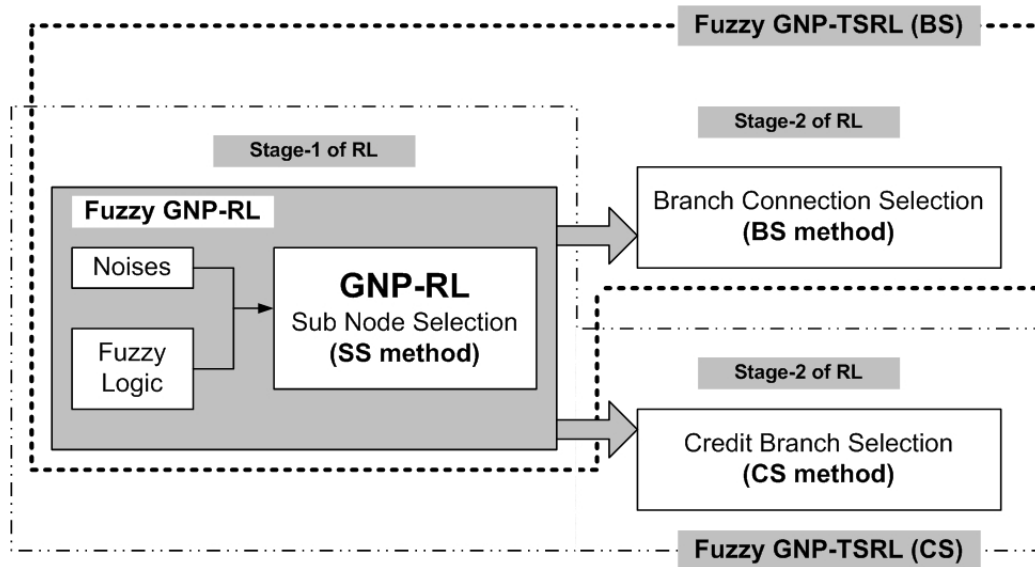 Fuzzy GNP-TSRL (BS)
Stage-1 of RL
Stage-2 of RL
Fuzzy GNP-RL
Noises
Fuzzy
Logic
GNP-RL
Sub Node Selection
(SS method)
Branch Connection Selection
(BS method)
Stage-2 of RL
Credit Branch Selection
(CS method)
Fuzzy GNP-TSRL (CS)